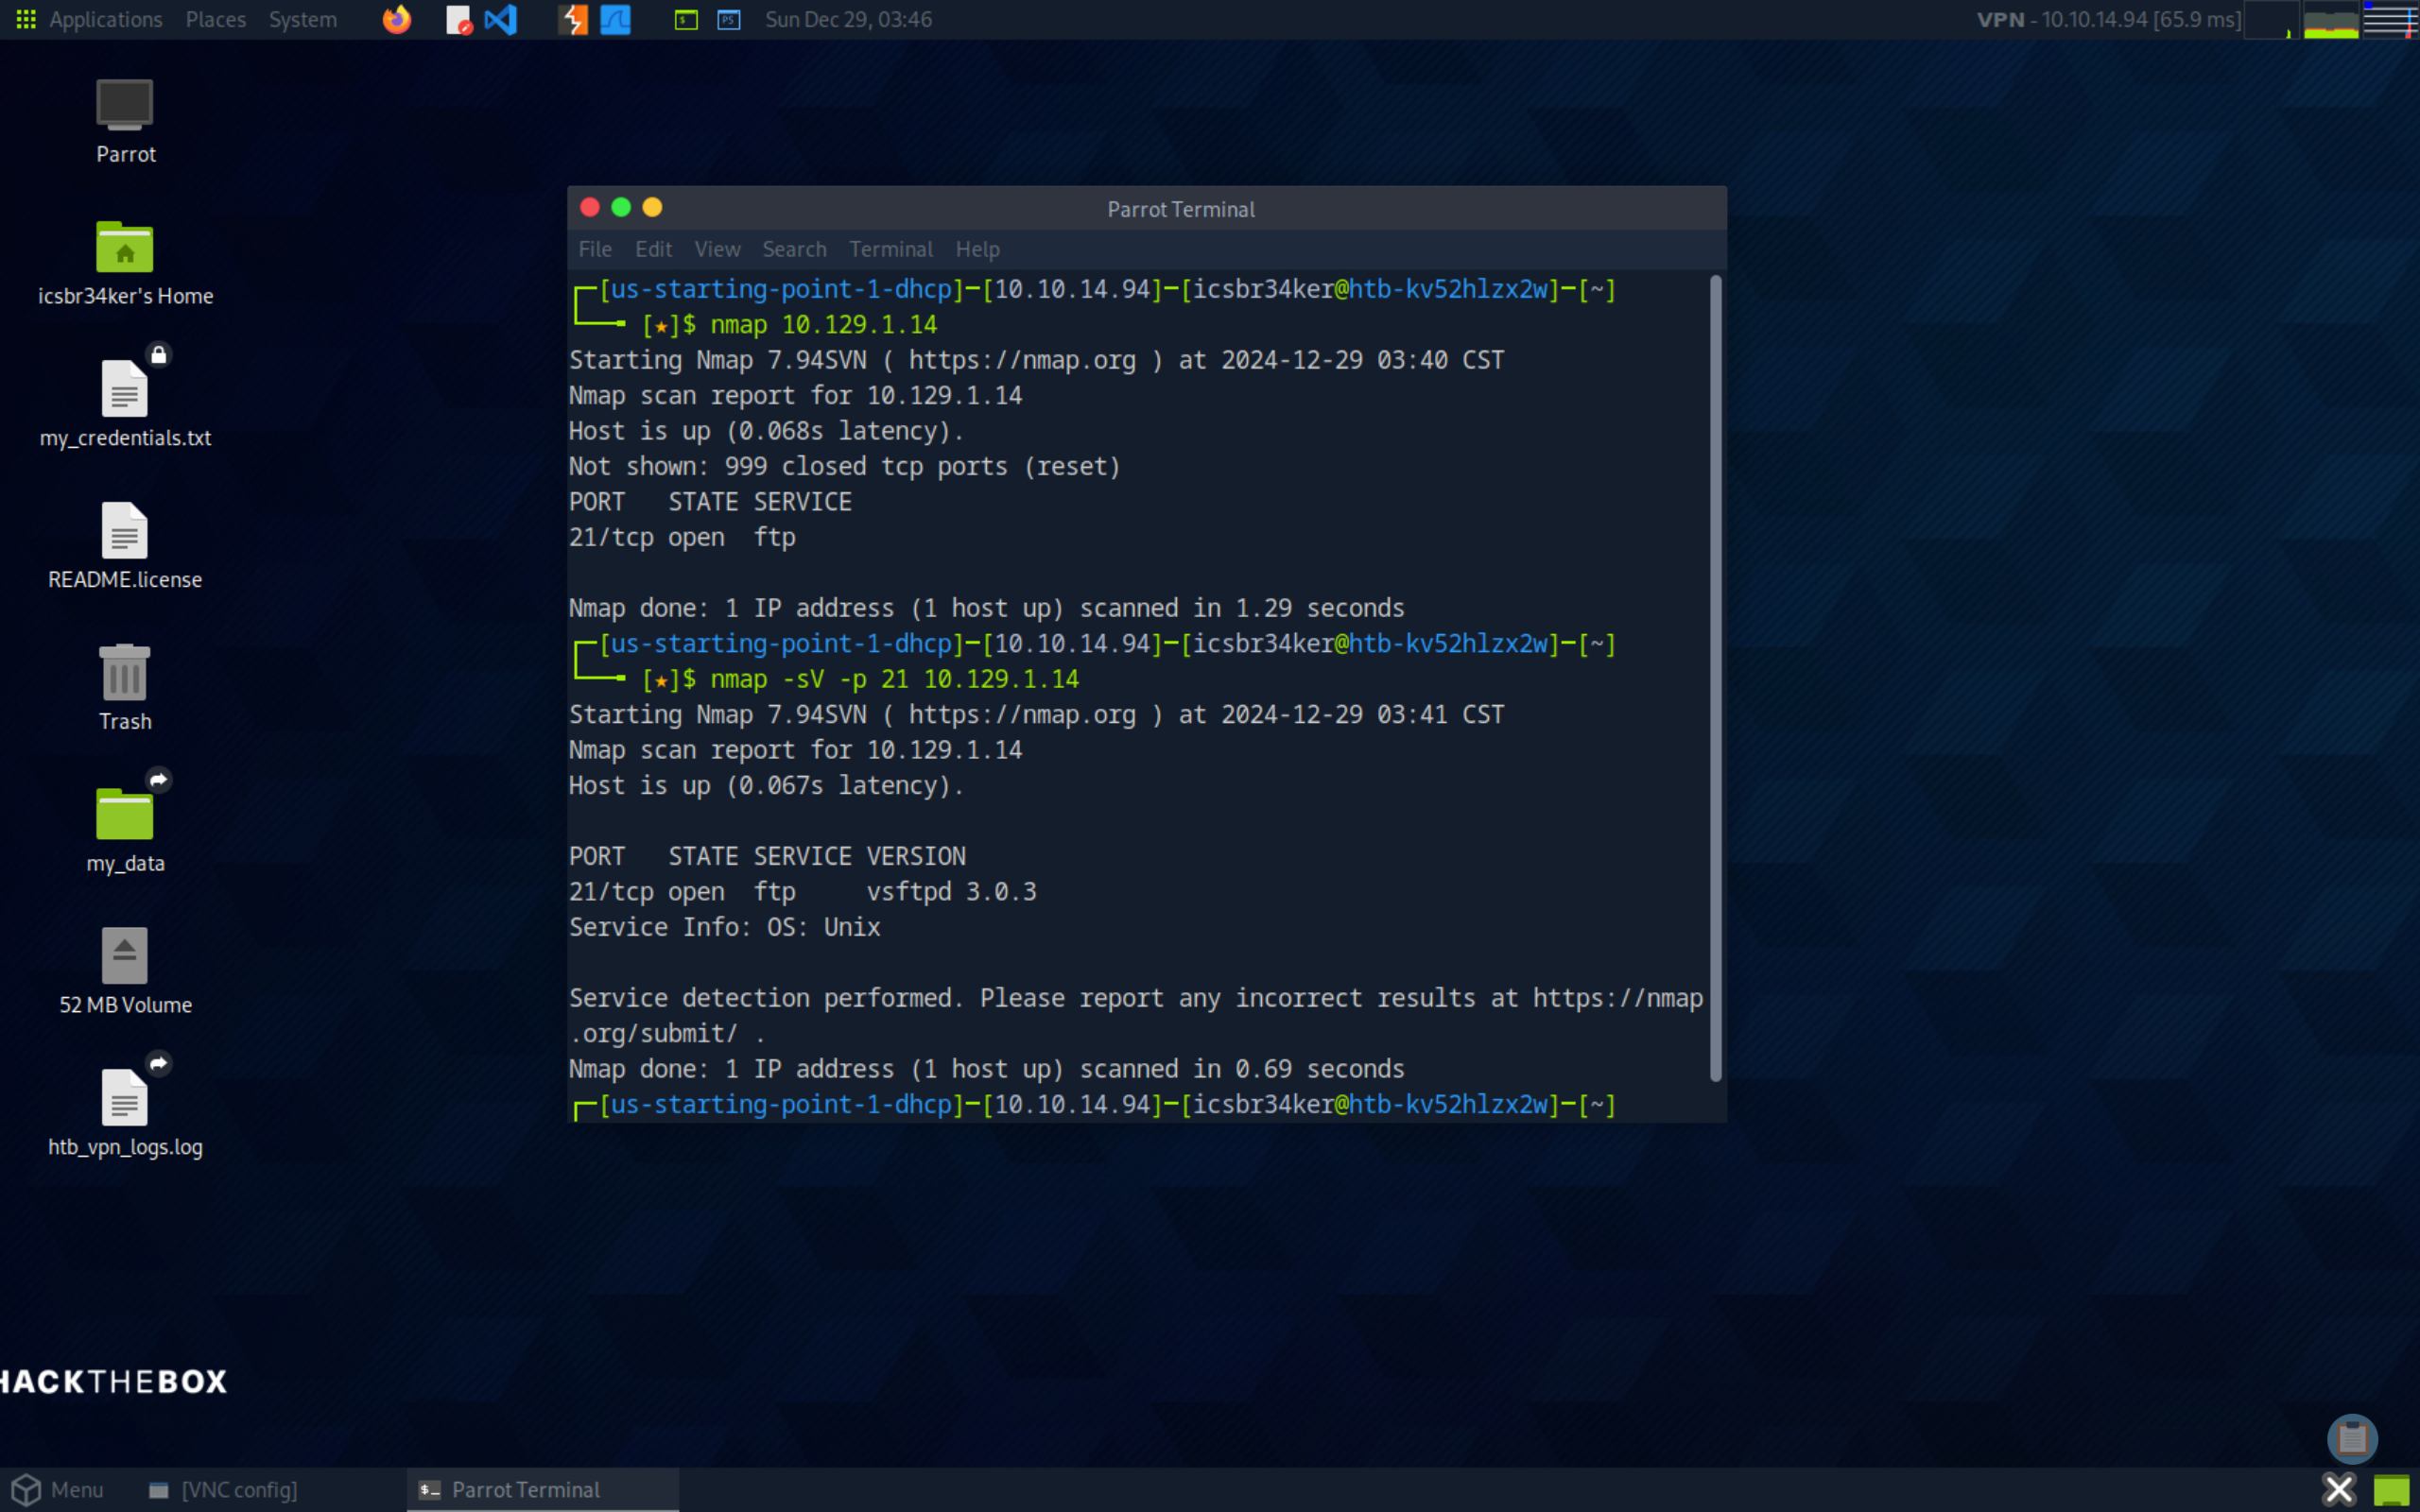 Applications Places System Sun Dec 29, 03:46 VPN - 10.10.14.94 [65.9 ms]
Parrot
icsbr34ker's Home
my_credentials.txt
README.license
Trash
my_data
52 MB Volume
htb_vpn_logs.log
HACKTHEBOX
Parrot Terminal
File Edit View Search Terminal Help
[us-starting-point-1-dhcp]-[10.10.14.94]-[icsbr34ker@htb-kv52hlzx2w]-[~]
[★]$ nmap 10.129.1.14
Starting Nmap 7.94SVN ( https://nmap.org ) at 2024-12-29 03:40 CST
Nmap scan report for 10.129.1.14
Host is up (0.068s latency).
Not shown: 999 closed tcp ports (reset)
PORT   STATE SERVICE
21/tcp open  ftp
Nmap done: 1 IP address (1 host up) scanned in 1.29 seconds
[us-starting-point-1-dhcp]-[10.10.14.94]-[icsbr34ker@htb-kv52hlzx2w]-[~]
[★]$ nmap -sV -p 21 10.129.1.14
Starting Nmap 7.94SVN ( https://nmap.org ) at 2024-12-29 03:41 CST
Nmap scan report for 10.129.1.14
Host is up (0.067s latency).
PORT   STATE SERVICE VERSION
21/tcp open  ftp     vsftpd 3.0.3
Service Info: OS: Unix
Service detection performed. Please report any incorrect results at https://nmap
.org/submit/ .
Nmap done: 1 IP address (1 host up) scanned in 0.69 seconds
[us-starting-point-1-dhcp]-[10.10.14.94]-[icsbr34ker@htb-kv52hlzx2w]-[~]
Menu [VNC config] Parrot Terminal